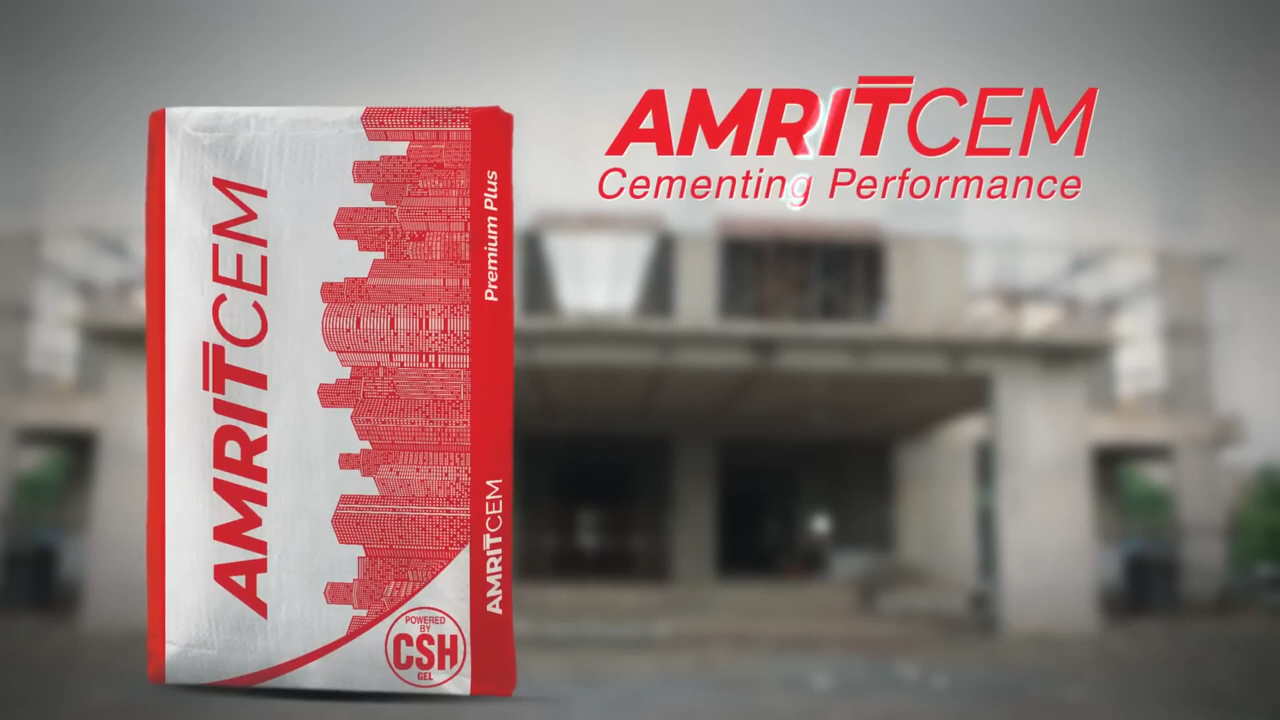 AMRITCEM
Cementing Performance
AMRITCEM
Premium Plus
AMRITCEM
POWERED
BY
CSH
GEL